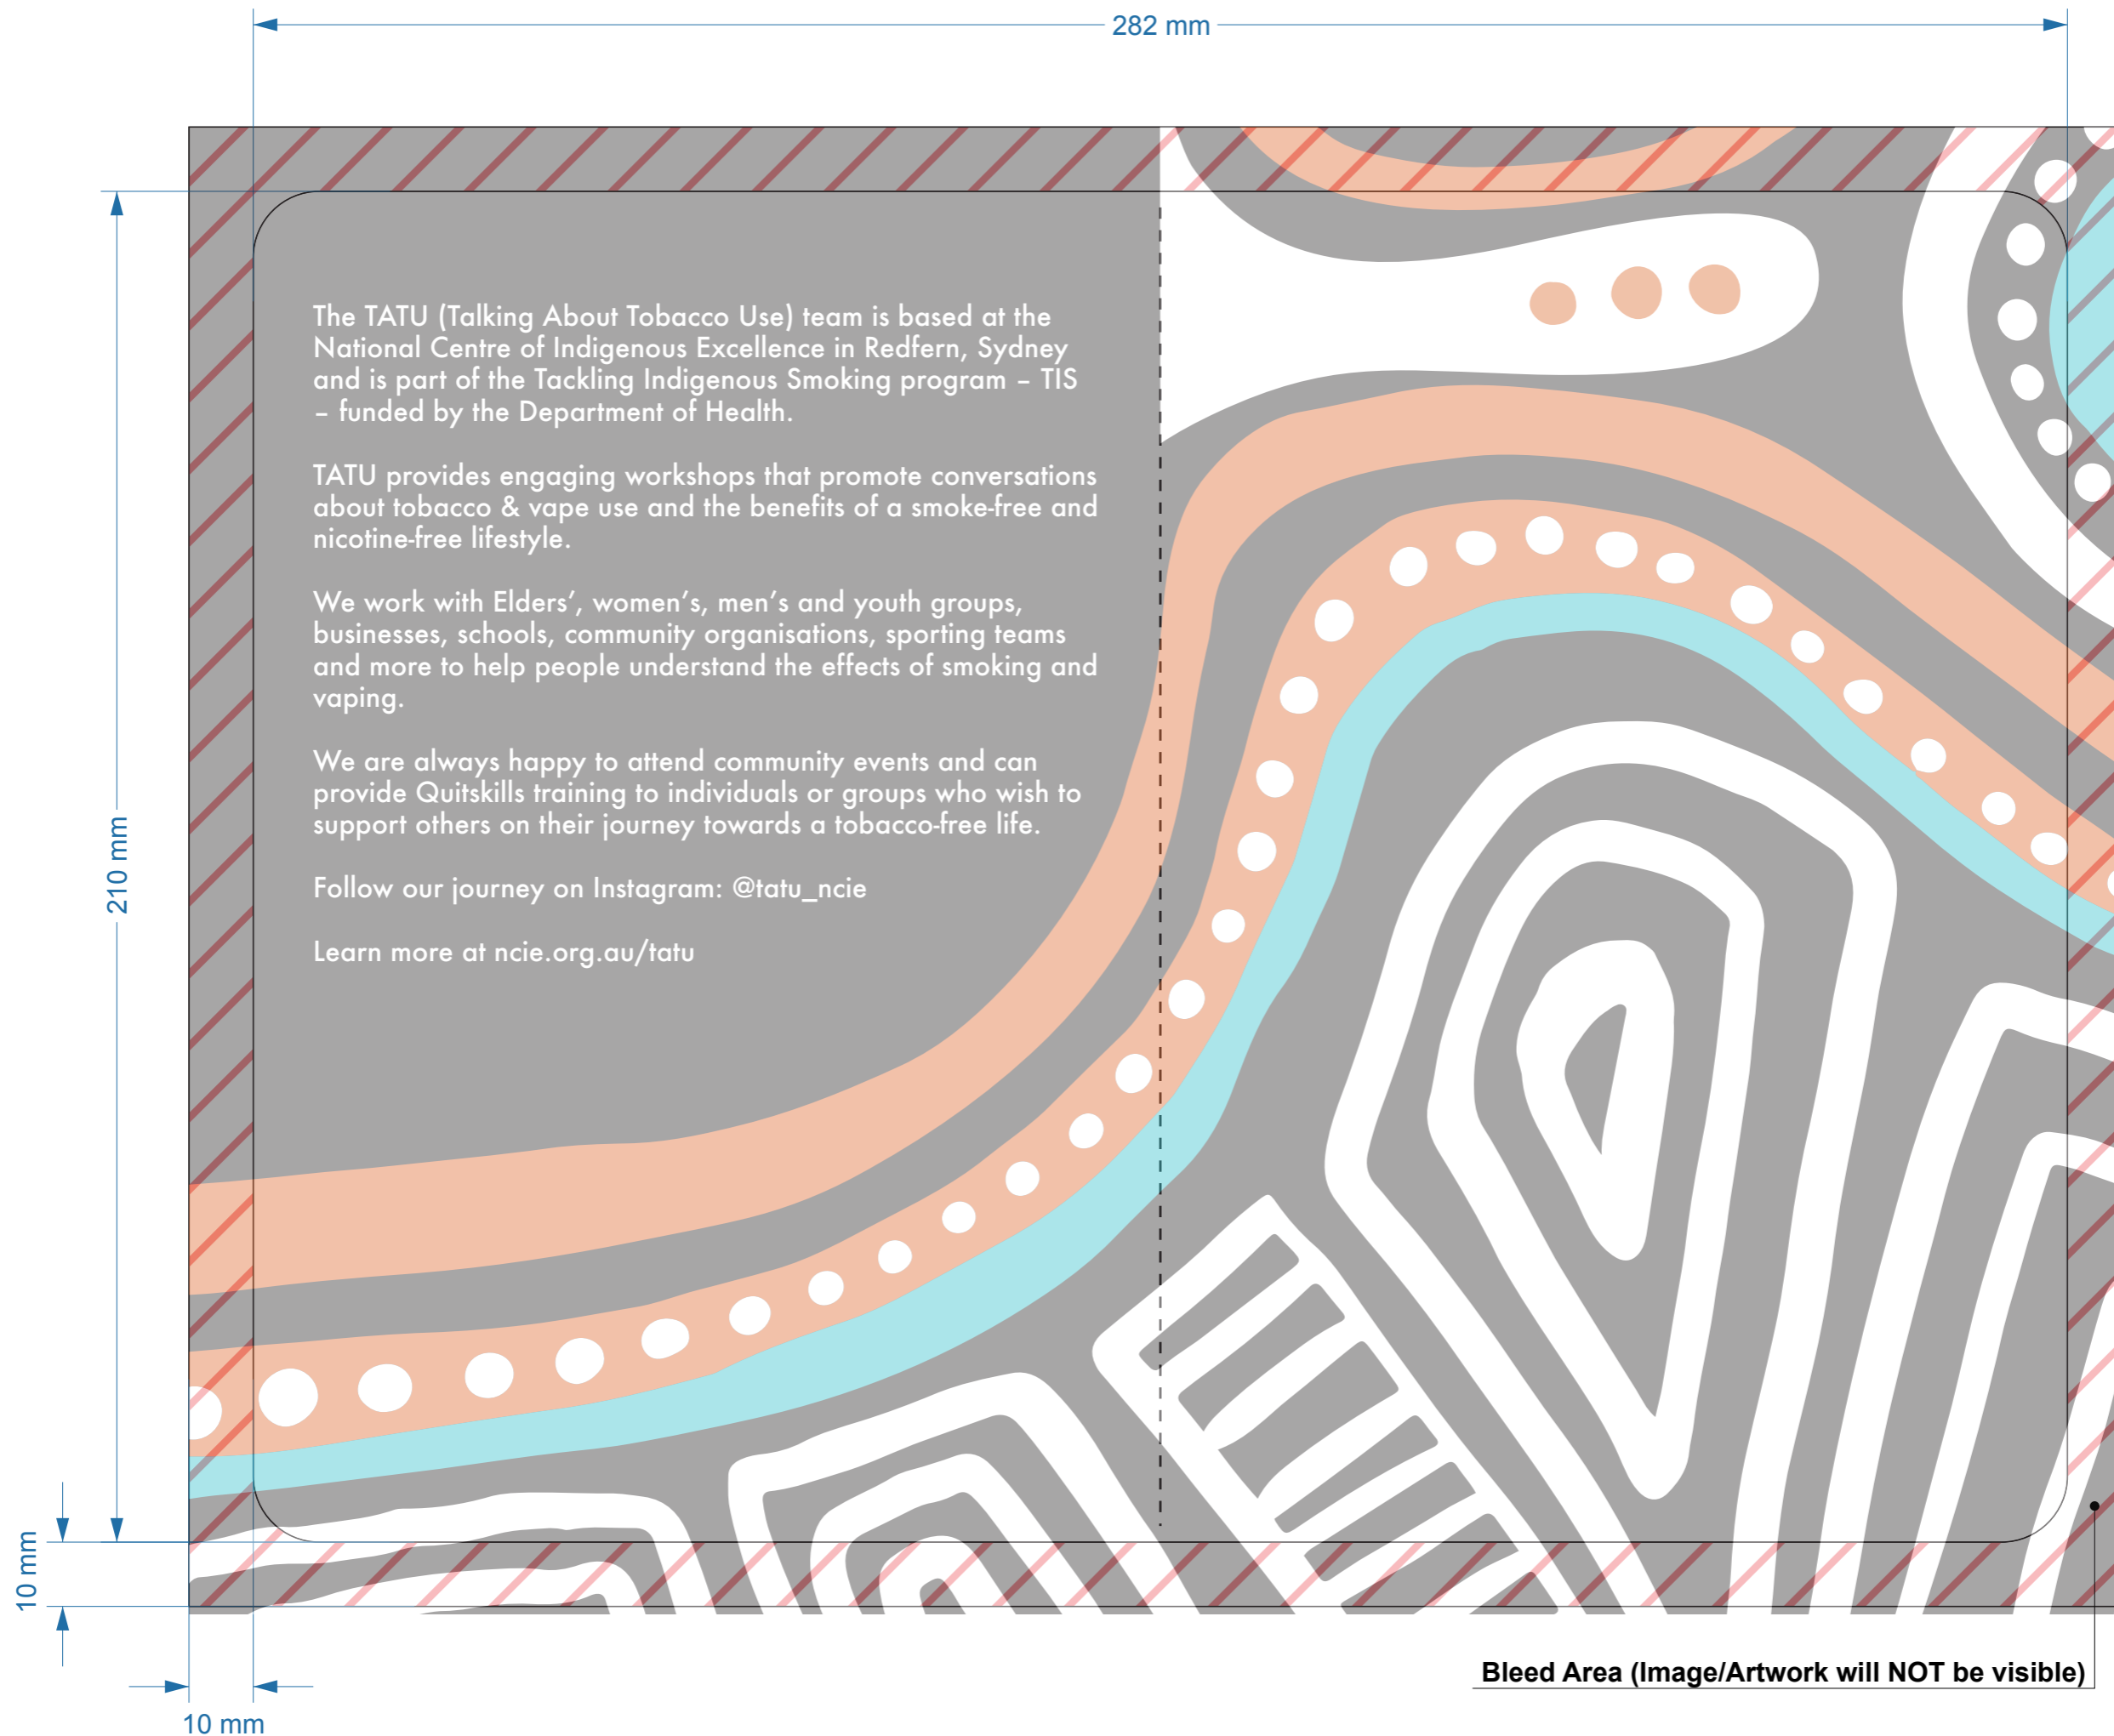 282 mm
The TATU (Talking About Tobacco Use) team is based at the
National Centre of Indigenous Excellence in Redfern, Sydney
and is part of the Tackling Indigenous Smoking program – TIS
– funded by the Department of Health.
TATU provides engaging workshops that promote conversations
about tobacco & vape use and the benefits of a smoke-free and
nicotine-free lifestyle.
We work with Elders’, women’s, men’s and youth groups,
businesses, schools, community organisations, sporting teams
and more to help people understand the effects of smoking and
vaping.
We are always happy to attend community events and can
provide Quitskills training to individuals or groups who wish to
support others on their journey towards a tobacco-free life.
Follow our journey on Instagram: @tatu_ncie
Learn more at ncie.org.au/tatu
210 mm
10 mm
Bleed Area (Image/Artwork will NOT be visible)
10 mm